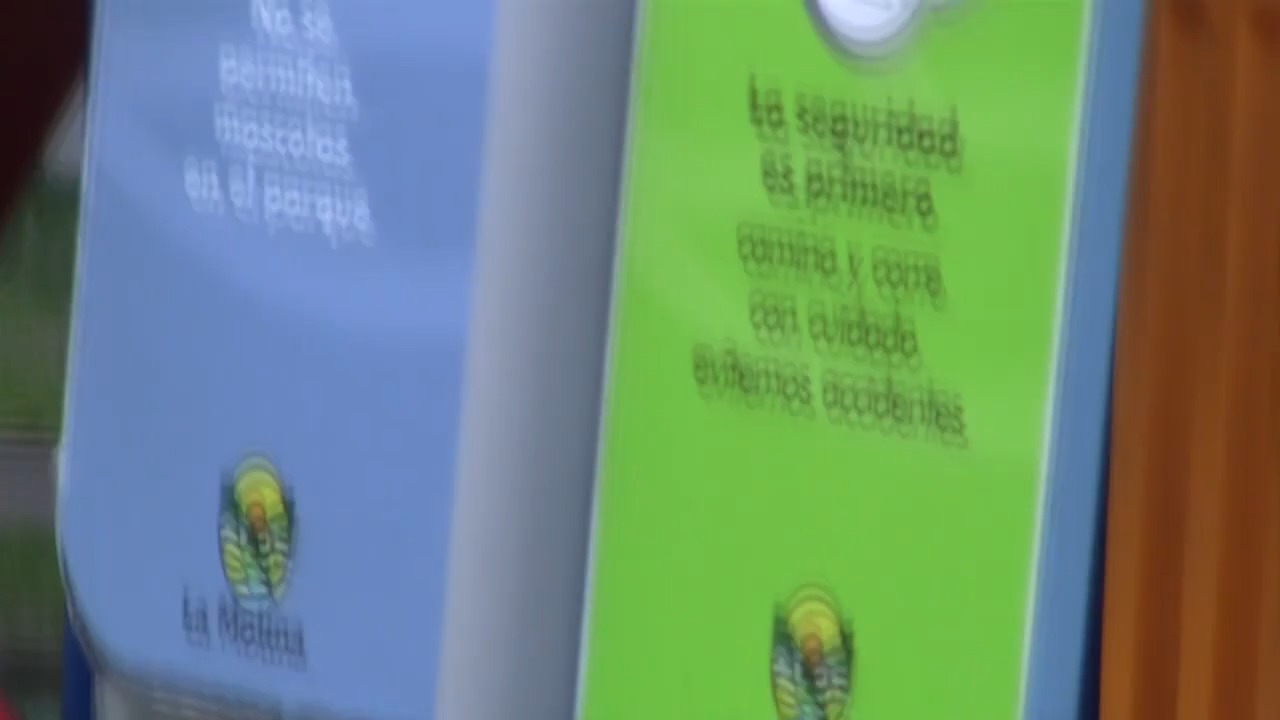 No se
permiten
mascotas
en el parque
La Molina
La seguridad
es primero
camina y corre
con cuidado
evitemos accidentes